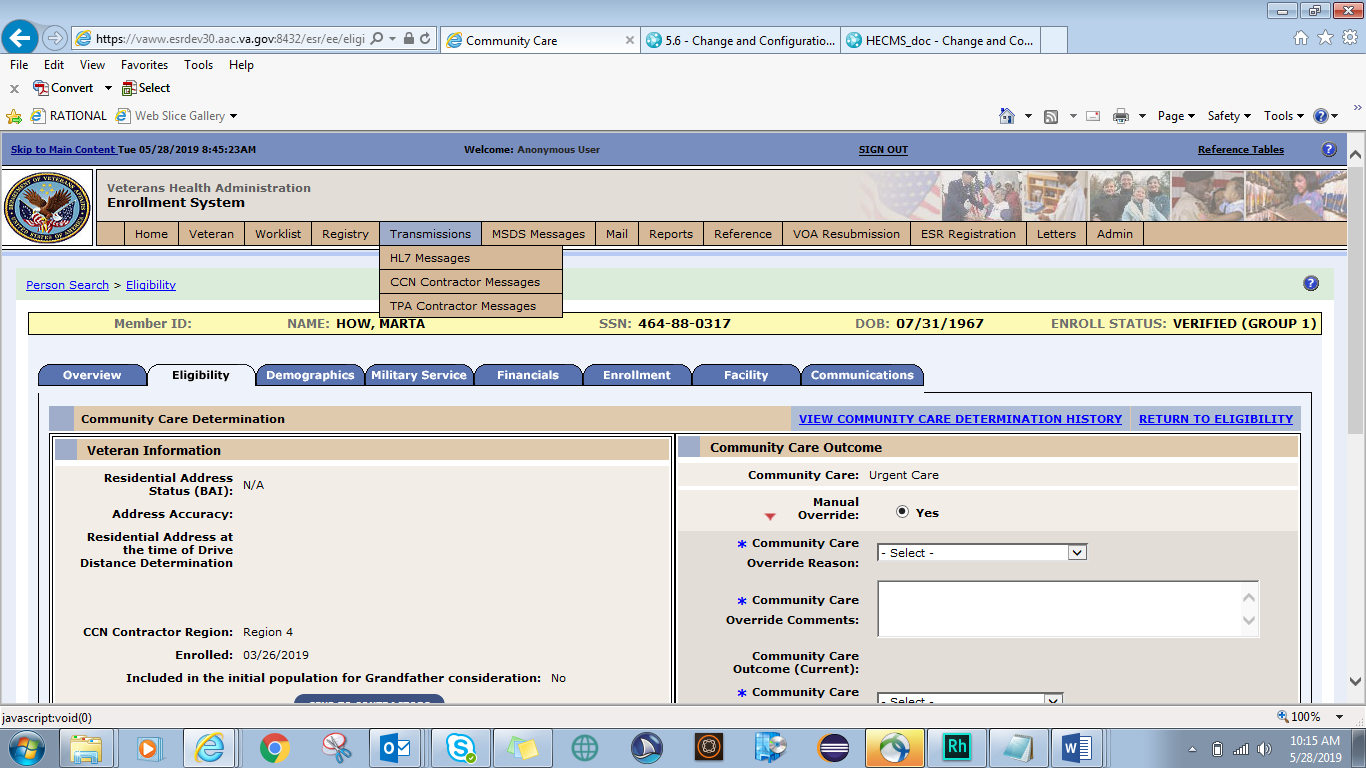 https://vaww.esrdev30.aac.va.gov:8432/esr/ee/eligi
Community Care
5.6 - Change and Configuratio...
HECMS_doc - Change and Co...
File Edit View Favorites Tools Help
x Convert Select
RATIONAL Web Slice Gallery Page Safety Tools
Skip to Main Content Tue 05/28/2019 8:45:23AM Welcome: Anonymous User SIGN OUT Reference Tables
Veterans Health Administration
Enrollment System
Home Veteran Worklist Registry Transmissions MSDS Messages Mail Reports Reference VOA Resubmission ESR Registration Letters Admin
HL7 Messages
CCN Contractor Messages
TPA Contractor Messages
Person Search > Eligibility
Member ID: NAME: HOW, MARTA SSN: 464-88-0317 DOB: 07/31/1967 ENROLL STATUS: VERIFIED (GROUP 1)
Overview Eligibility Demographics Military Service Financials Enrollment Facility Communications
Community Care Determination VIEW COMMUNITY CARE DETERMINATION HISTORY RETURN TO ELIGIBILITY
Veteran Information
Residential Address
Status (BAI): N/A
Address Accuracy:
Residential Address at
the time of Drive
Distance Determination
CCN Contractor Region: Region 4
Enrolled: 03/26/2019
Included in the initial population for Grandfather consideration: No
Community Care Outcome
Community Care: Urgent Care
Manual
Override: Yes
* Community Care
Override Reason: - Select -
* Community Care
Override Comments:
Community Care
Outcome (Current):
* Community Care
- Select -
javascript:void(0) 100%
Rh
10:15 AM
5/28/2019